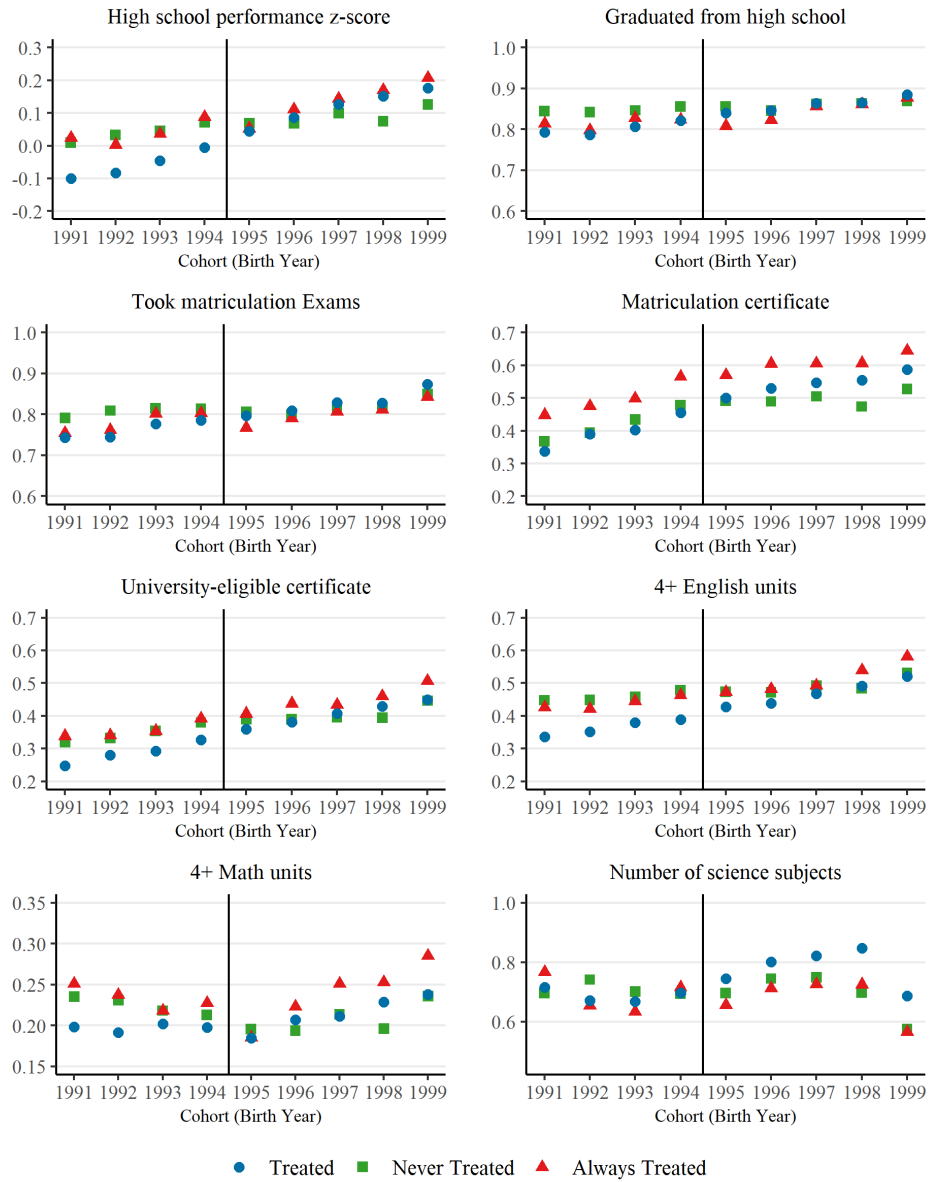 High school performance z-score
0.3
0.2
0.1
0.0
-0.1
-0.2
1991 1992 1993 1994 1995 1996 1997 1998 1999
Cohort (Birth Year)
Graduated from high school
1.0
0.9
0.8
0.7
0.6
1991 1992 1993 1994 1995 1996 1997 1998 1999
Cohort (Birth Year)
Took matriculation Exams
1.0
0.9
0.8
0.7
0.6
1991 1992 1993 1994 1995 1996 1997 1998 1999
Cohort (Birth Year)
Matriculation certificate
0.7
0.6
0.5
0.4
0.3
0.2
1991 1992 1993 1994 1995 1996 1997 1998 1999
Cohort (Birth Year)
University-eligible certificate
0.7
0.6
0.5
0.4
0.3
0.2
1991 1992 1993 1994 1995 1996 1997 1998 1999
Cohort (Birth Year)
4+ English units
0.7
0.6
0.5
0.4
0.3
0.2
1991 1992 1993 1994 1995 1996 1997 1998 1999
Cohort (Birth Year)
4+ Math units
0.35
0.30
0.25
0.20
0.15
1991 1992 1993 1994 1995 1996 1997 1998 1999
Cohort (Birth Year)
Number of science subjects
1.0
0.8
0.6
1991 1992 1993 1994 1995 1996 1997 1998 1999
Cohort (Birth Year)
Treated Never Treated Always Treated